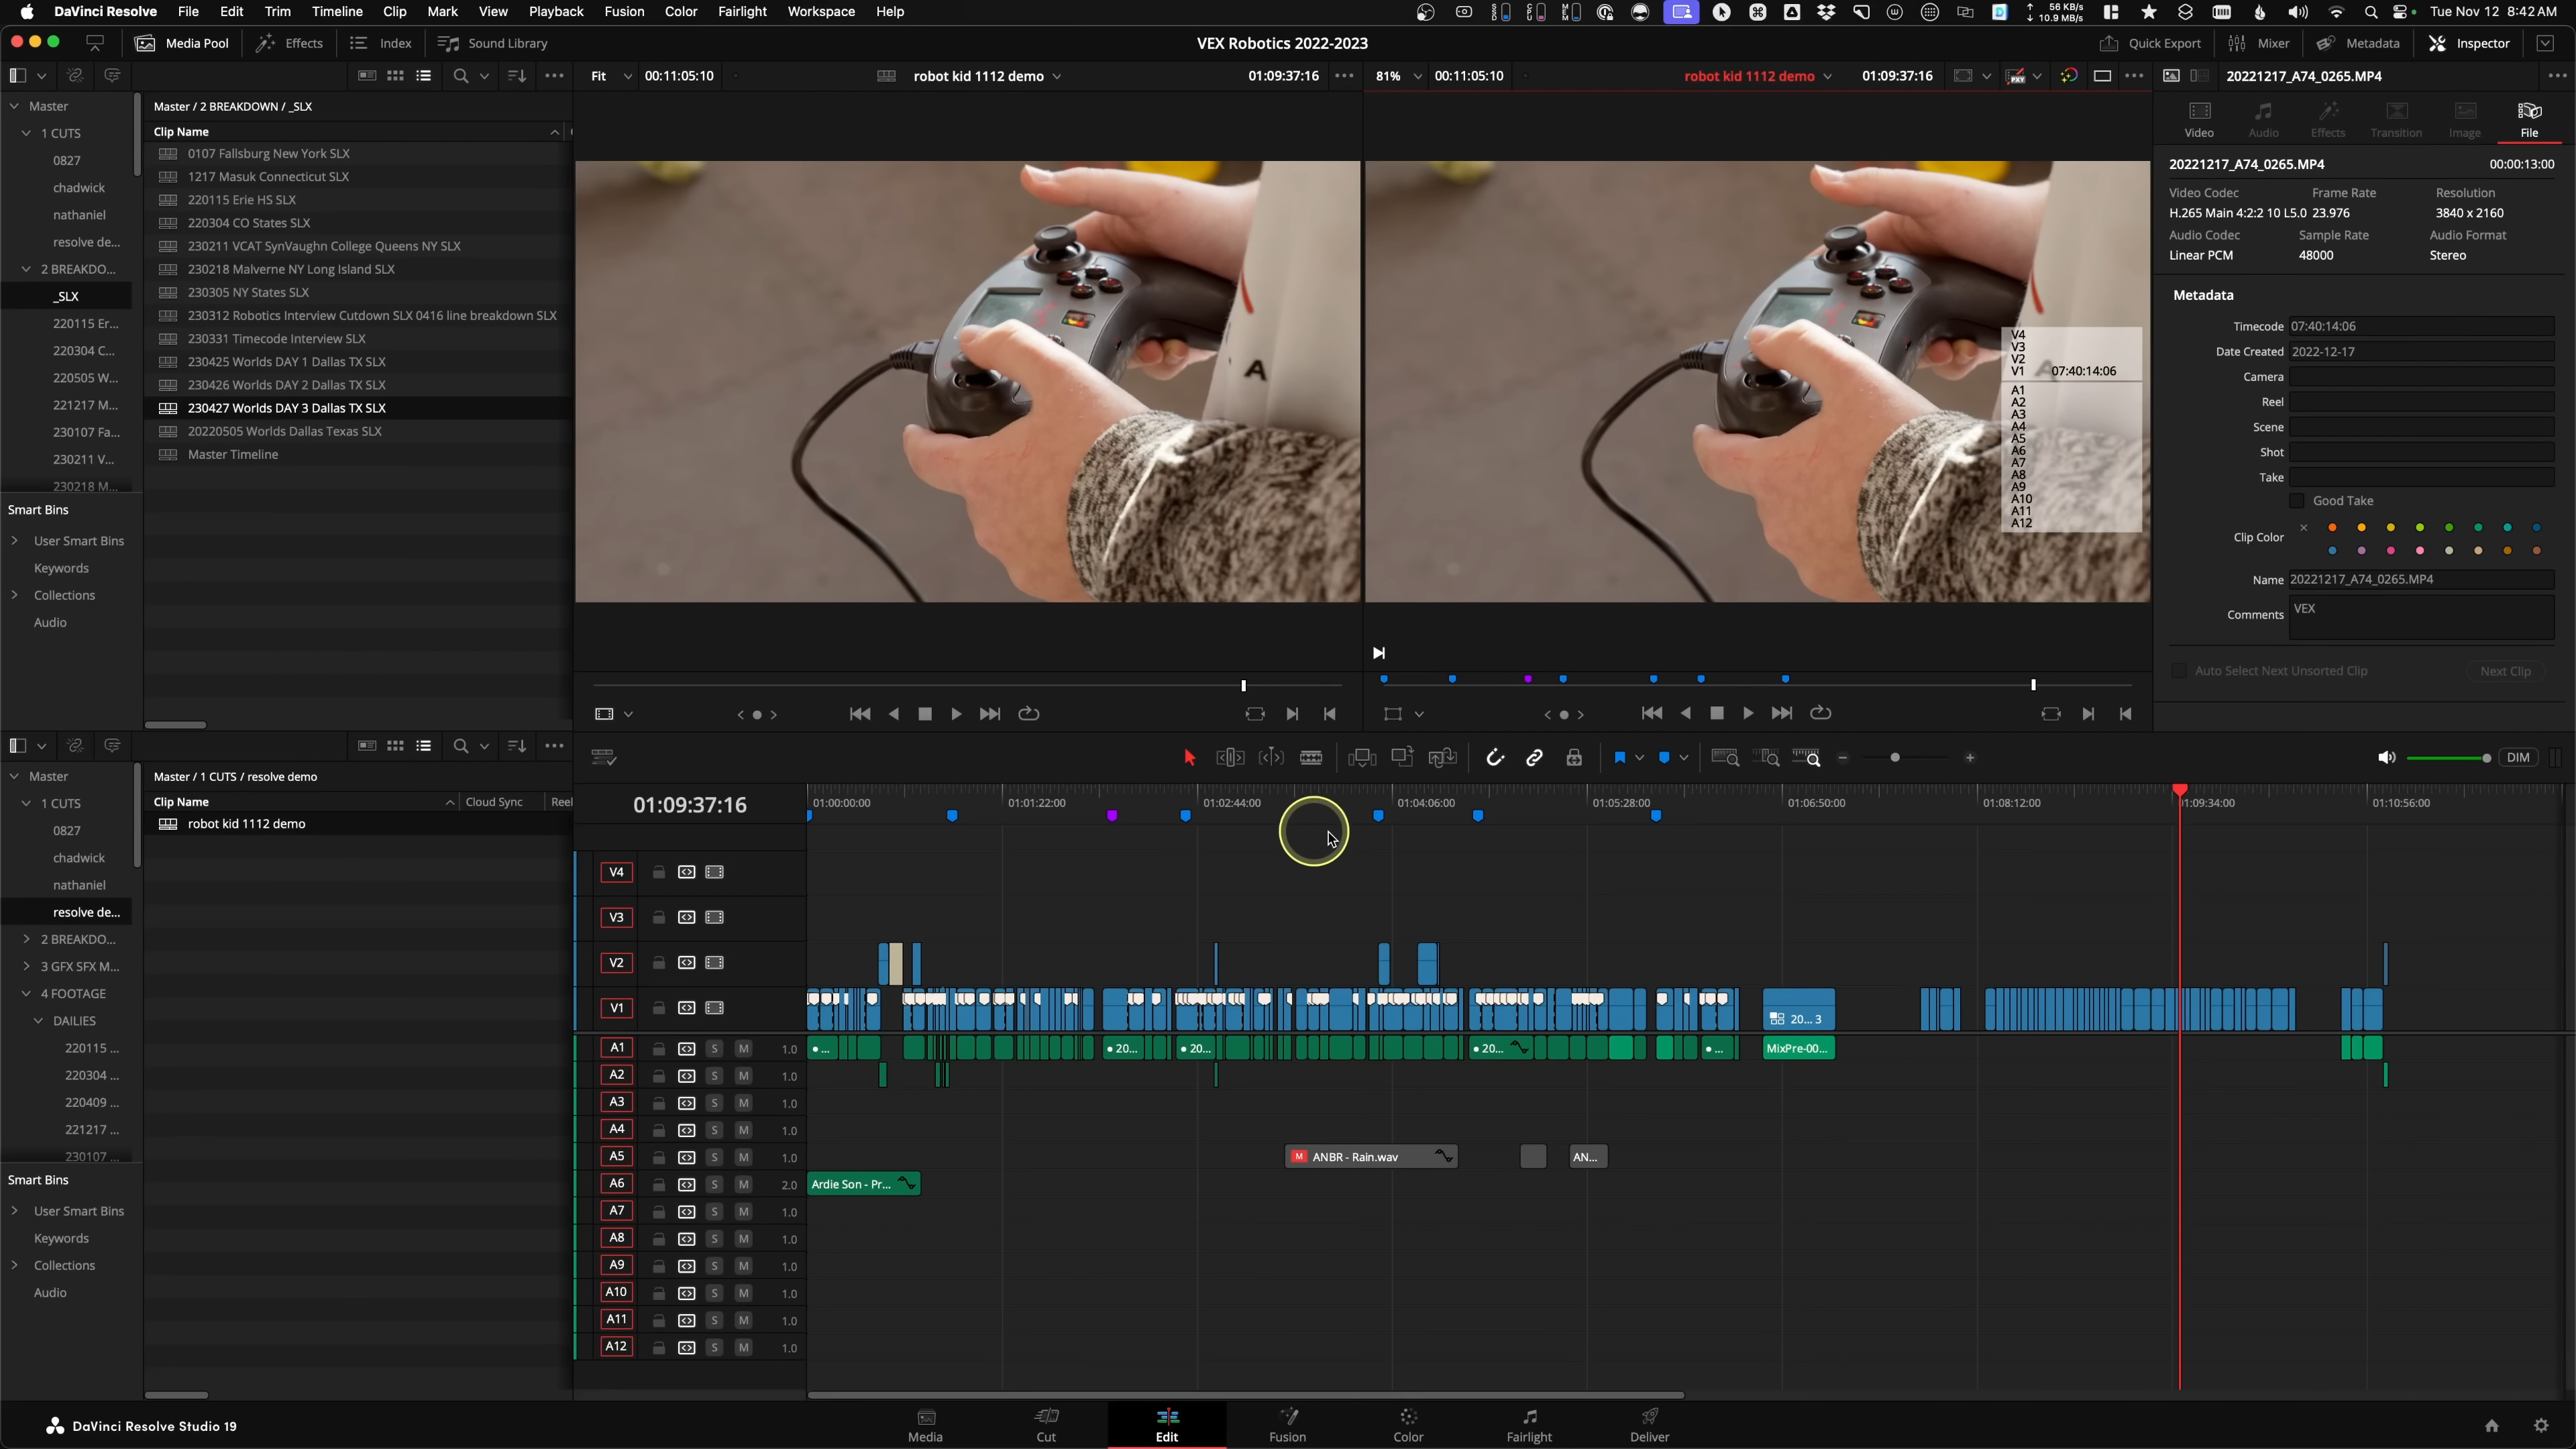 DaVinci Resolve File Edit Trim Timeline Clip Mark View Playback Fusion Color Fairlight Workspace Help
56 KB/s
10.9 MB/s
Tue Nov 12 8:42 AM
Media Pool Effects Index Sound Library
VEX Robotics 2022-2023
Quick Export Mixer Metadata Inspector
Fit 00:11:05:10 robot kid 1112 demo 01:09:37:16
81% 00:11:05:10 robot kid 1112 demo 01:09:37:16
20221217_A74_0265.MP4
Master
1 CUTS
0827
chadwick
nathaniel
resolve de...
2 BREAKDO...
_SLX
220115 Er...
220304 C...
220505 W...
221217 M...
230107 Fa...
230211 V...
230218 M...
Smart Bins
User Smart Bins
Keywords
Collections
Audio
Master / 2 BREAKDOWN / _SLX
Clip Name
0107 Fallsburg New York SLX
1217 Masuk Connecticut SLX
220115 Erie HS SLX
220304 CO States SLX
230211 VCAT SynVaughn College Queens NY SLX
230218 Malverne NY Long Island SLX
230305 NY States SLX
230312 Robotics Interview Cutdown SLX 0416 line breakdown SLX
230331 Timecode Interview SLX
230425 Worlds DAY 1 Dallas TX SLX
230426 Worlds DAY 2 Dallas TX SLX
230427 Worlds DAY 3 Dallas TX SLX
20220505 Worlds Dallas Texas SLX
Master Timeline
A
V4
V3
V2
V1 07:40:14:06
A1
A2
A3
A4
A5
A6
A7
A8
A9
A10
A11
A12
Video Audio Effects Transition Image File
20221217_A74_0265.MP4 00:00:13:00
Video Codec Frame Rate Resolution
H.265 Main 4:2:2 10 L5.0 23.976 3840 x 2160
Audio Codec Sample Rate Audio Format
Linear PCM 48000 Stereo
Metadata
Timecode 07:40:14:06
Date Created 2022-12-17
Camera
Reel
Scene
Shot
Take
Good Take
Clip Color
Name 20221217_A74_0265.MP4
Comments VEX
Auto Select Next Unsorted Clip Next Clip
Master
1 CUTS
0827
chadwick
nathaniel
resolve de...
2 BREAKDO...
3 GFX SFX M...
4 FOOTAGE
DAILIES
220115 ...
220304 ...
220409 ...
221217 ...
230107 ...
Smart Bins
User Smart Bins
Keywords
Collections
Audio
Master / 1 CUTS / resolve demo
Clip Name Cloud Sync Reel
robot kid 1112 demo
DIM
01:09:37:16
01:00:00:00 01:01:22:00 01:02:44:00 01:04:06:00 01:05:28:00 01:06:50:00 01:08:12:00 01:09:34:00 01:10:56:00
V4
V3
V2
V1 20... 3
A1 S M 1.0 ... 20... 20... 20... ... MixPre-00...
A2 S M 1.0
A3 S M 1.0
A4 S M 1.0
A5 S M 1.0 M ANBR - Rain.wav AN...
A6 S M 2.0 Ardie Son - Pr...
A7 S M 1.0
A8 S M 1.0
A9 S M 1.0
A10 S M 1.0
A11 S M 1.0
A12 S M 1.0
DaVinci Resolve Studio 19
Media Cut Edit Fusion Color Fairlight Deliver